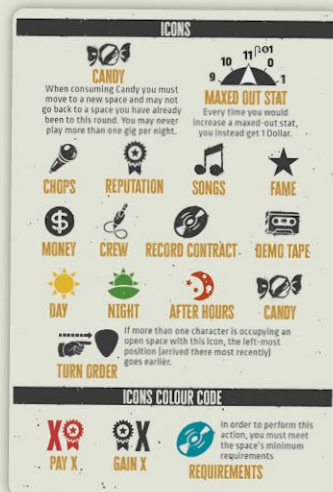 ICONS
CANDY
When consuming Candy you must
move to a new space and may not
go back to a space you have already
been to this round. You may never
play more than one gig per night.
9 10 11 0 1
MAXED OUT STAT
Every time you would
increase a maxed-out stat,
you instead get 1 Dollar.
CHOPS REPUTATION SONGS FAME
MONEY CREW RECORD CONTRACT DEMO TAPE
DAY NIGHT AFTER HOURS CANDY
If more than one character is occupying an
open space with this icon, the left-most
position (arrived there most recently)
goes earlier.
TURN ORDER
ICONS COLOUR CODE
X
PAY X
X
GAIN X
In order to perform this
action, you must meet
the space's minimum
requirements
REQUIREMENTS